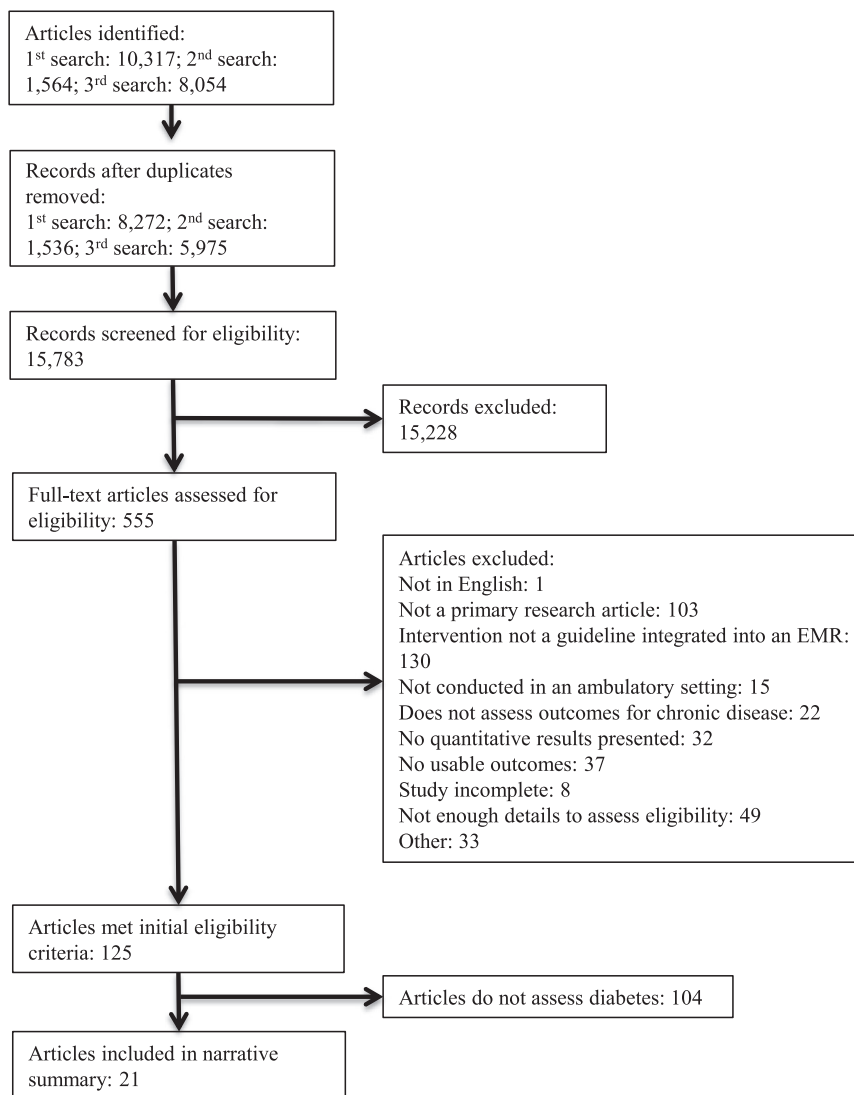 Articles identified:
1st search: 10,317; 2nd search:
1,564; 3rd search: 8,054
Records after duplicates
removed:
1st search: 8,272; 2nd search:
1,536; 3rd search: 5,975
Records screened for eligibility:
15,783
Records excluded:
15,228
Full-text articles assessed for
eligibility: 555
Articles excluded:
Not in English: 1
Not a primary research article: 103
Intervention not a guideline integrated into an EMR:
130
Not conducted in an ambulatory setting: 15
Does not assess outcomes for chronic disease: 22
No quantitative results presented: 32
No usable outcomes: 37
Study incomplete: 8
Not enough details to assess eligibility: 49
Other: 33
Articles met initial eligibility
criteria: 125
Articles do not assess diabetes: 104
Articles included in narrative
summary: 21